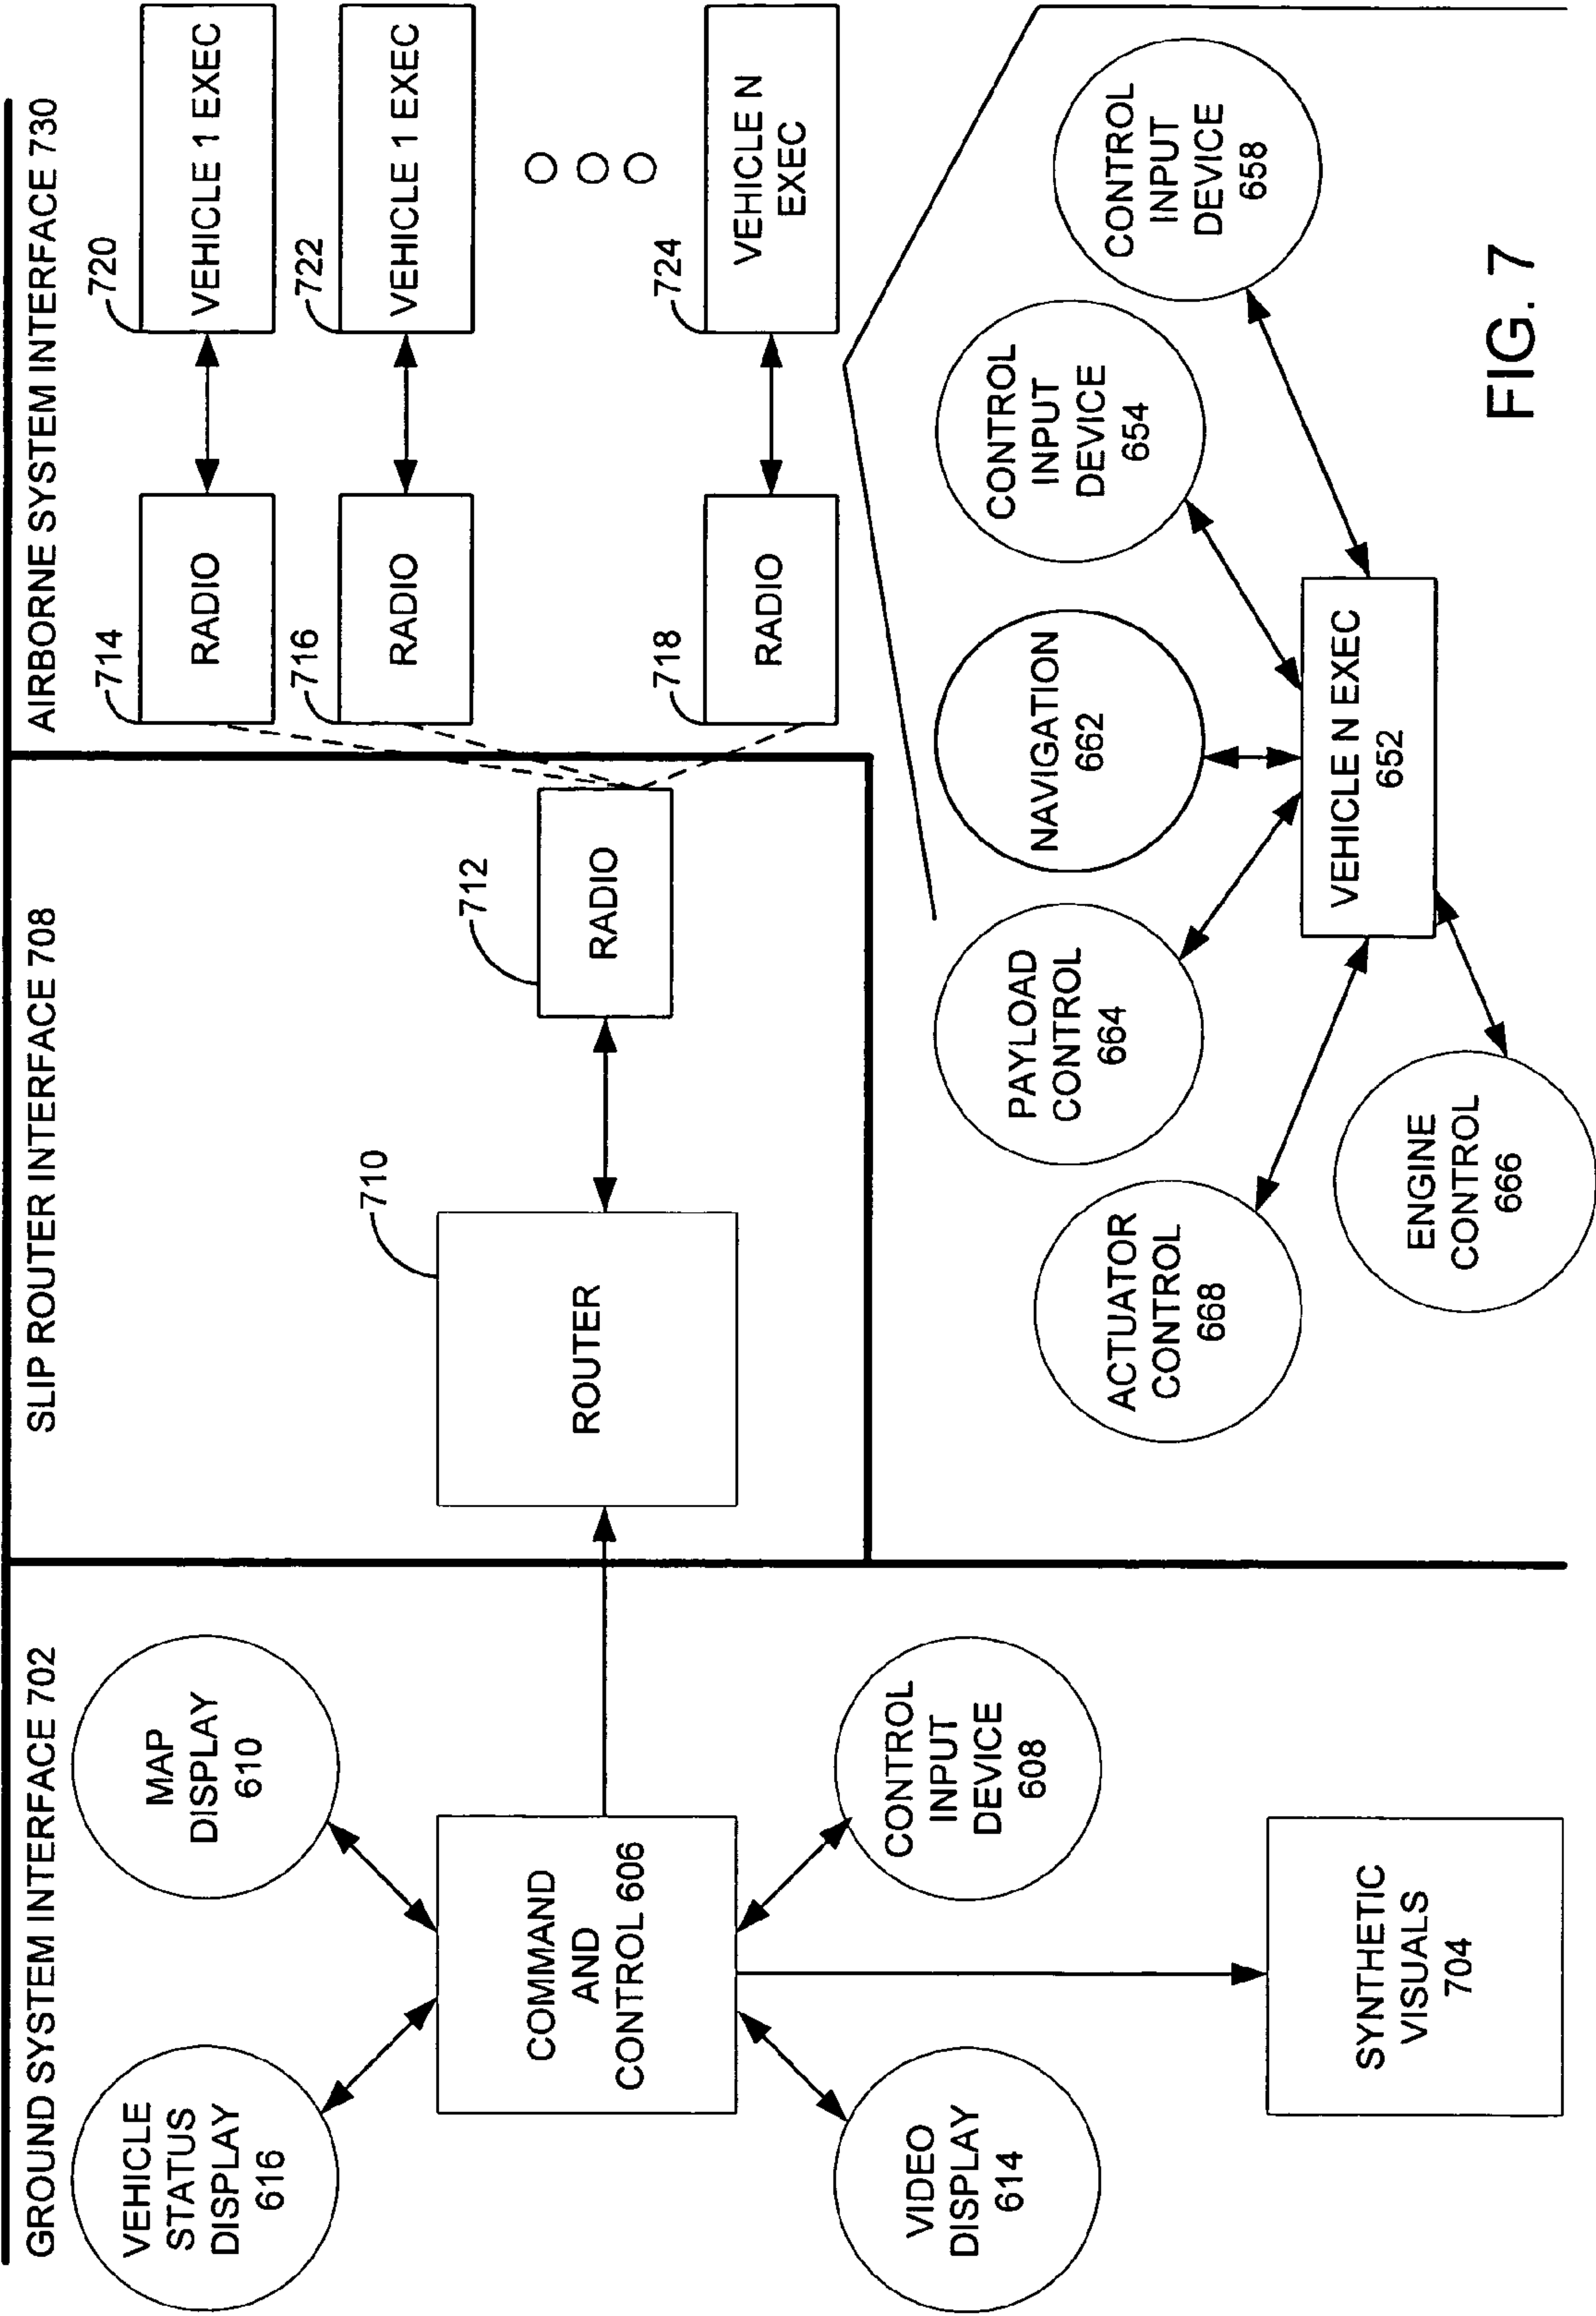 GROUND SYSTEM INTERFACE 702
VEHICLE
STATUS
DISPLAY
616
MAP
DISPLAY
610
COMMAND
AND
CONTROL 606
VIDEO
DISPLAY
614
CONTROL
INPUT
DEVICE
608
SYNTHETIC
VISUALS
704
SLIP ROUTER INTERFACE 708
710
ROUTER
712
RADIO
AIRBORNE SYSTEM INTERFACE 730
714
RADIO
720
VEHICLE 1 EXEC
716
RADIO
722
VEHICLE 1 EXEC
718
RADIO
724
VEHICLE N
EXEC
ACTUATOR
CONTROL
668
PAYLOAD
CONTROL
664
NAVIGATION
662
CONTROL
INPUT
DEVICE
654
CONTROL
INPUT
DEVICE
658
ENGINE
CONTROL
666
VEHICLE N EXEC
652
FIG. 7